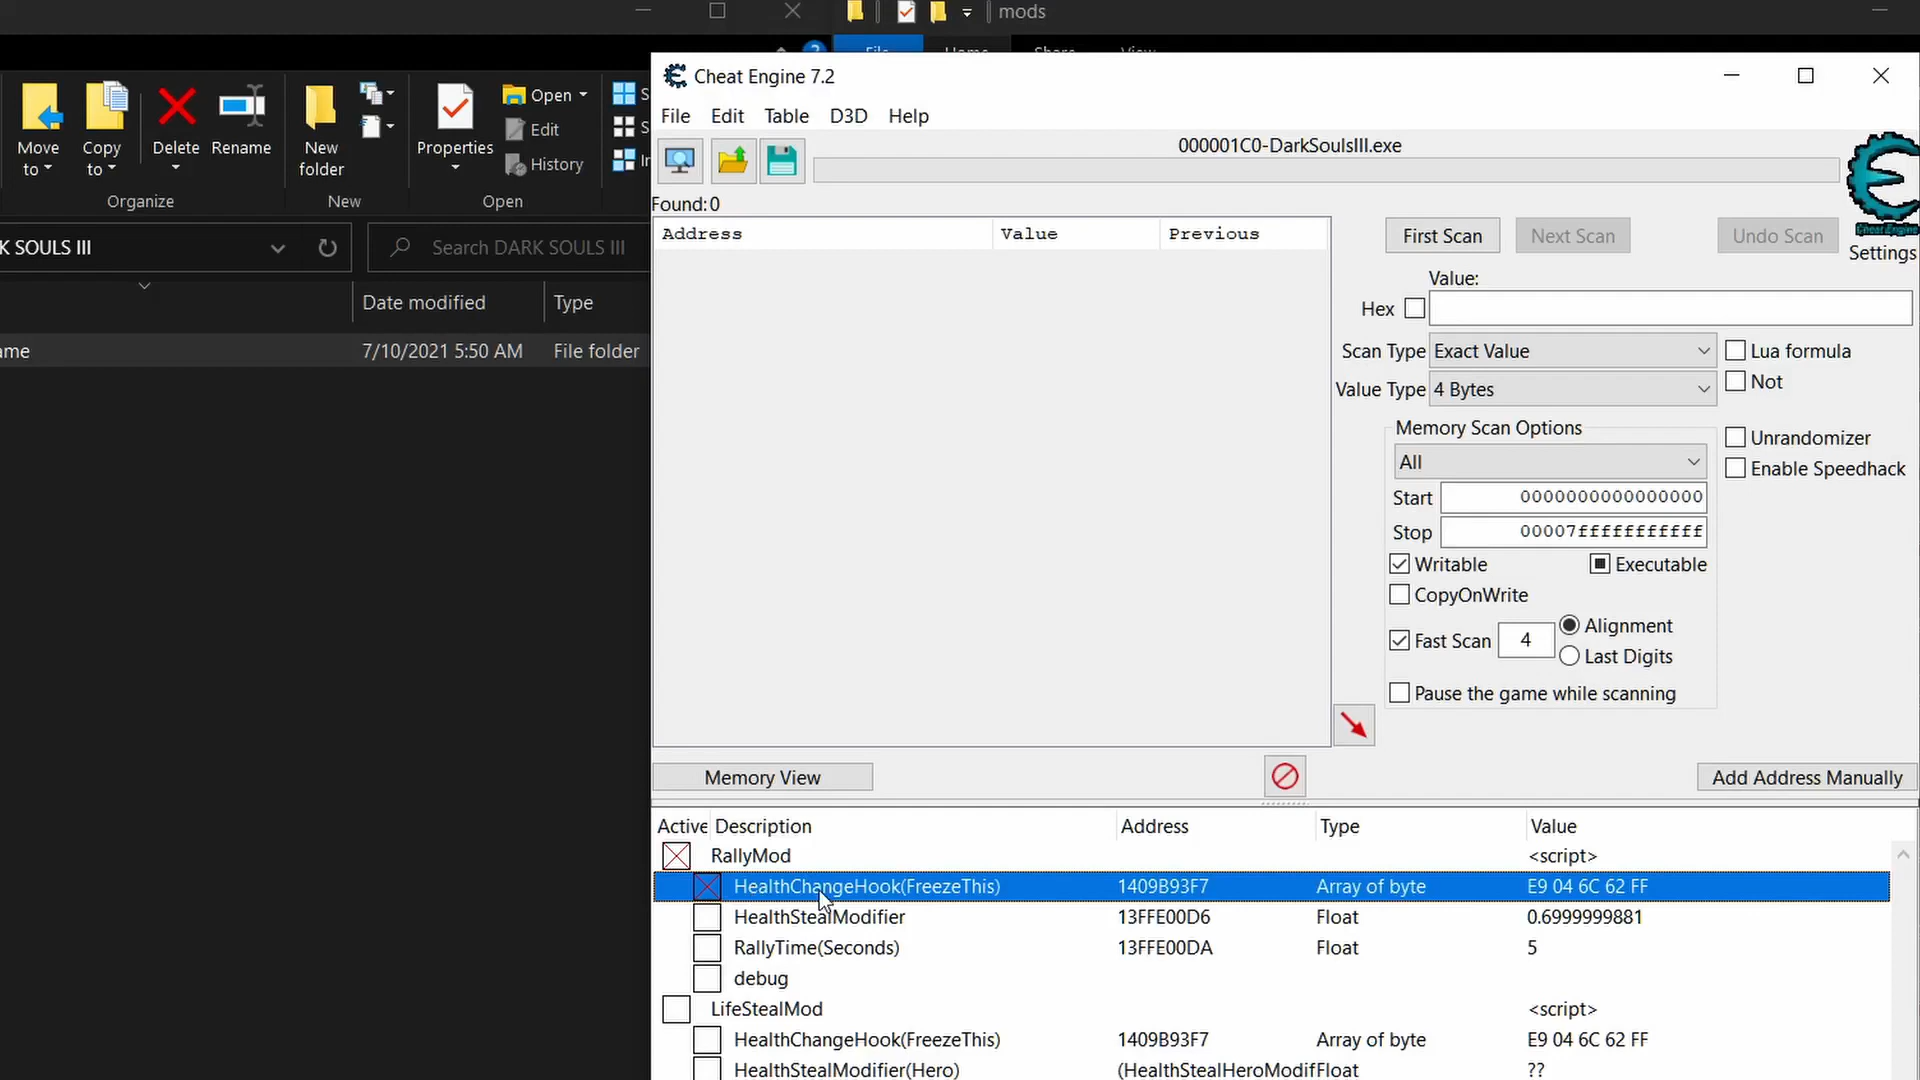 mods
File Home Share View
Move to
Copy to
Delete
Rename
New folder
Properties
Open
Edit
History
Organize
New
Open
K SOULS III
Search DARK SOULS III
Date modified
Type
ame
7/10/2021 5:50 AM
File folder
Cheat Engine 7.2
File Edit Table D3D Help
000001C0-DarkSoulsIII.exe
Cheat Engine
Settings
Found:0
Address Value Previous
First Scan Next Scan Undo Scan
Value:
Hex
Scan Type Exact Value
Lua formula
Value Type 4 Bytes
Not
Memory Scan Options
All
Unrandomizer
Enable Speedhack
Start 0000000000000000
Stop 00007fffffffffff
Writable Executable
CopyOnWrite
Fast Scan 4 Alignment
Last Digits
Pause the game while scanning
Memory View
Add Address Manually
Active Description Address Type Value
RallyMod <script>
HealthChangeHook(FreezeThis) 1409B93F7 Array of byte E9 04 6C 62 FF
HealthStealModifier 13FFE00D6 Float 0.6999999881
RallyTime(Seconds) 13FFE00DA Float 5
debug
LifeStealMod <script>
HealthChangeHook(FreezeThis) 1409B93F7 Array of byte E9 04 6C 62 FF
HealthStealModifier(Hero) (HealthStealHeroModif Float ??